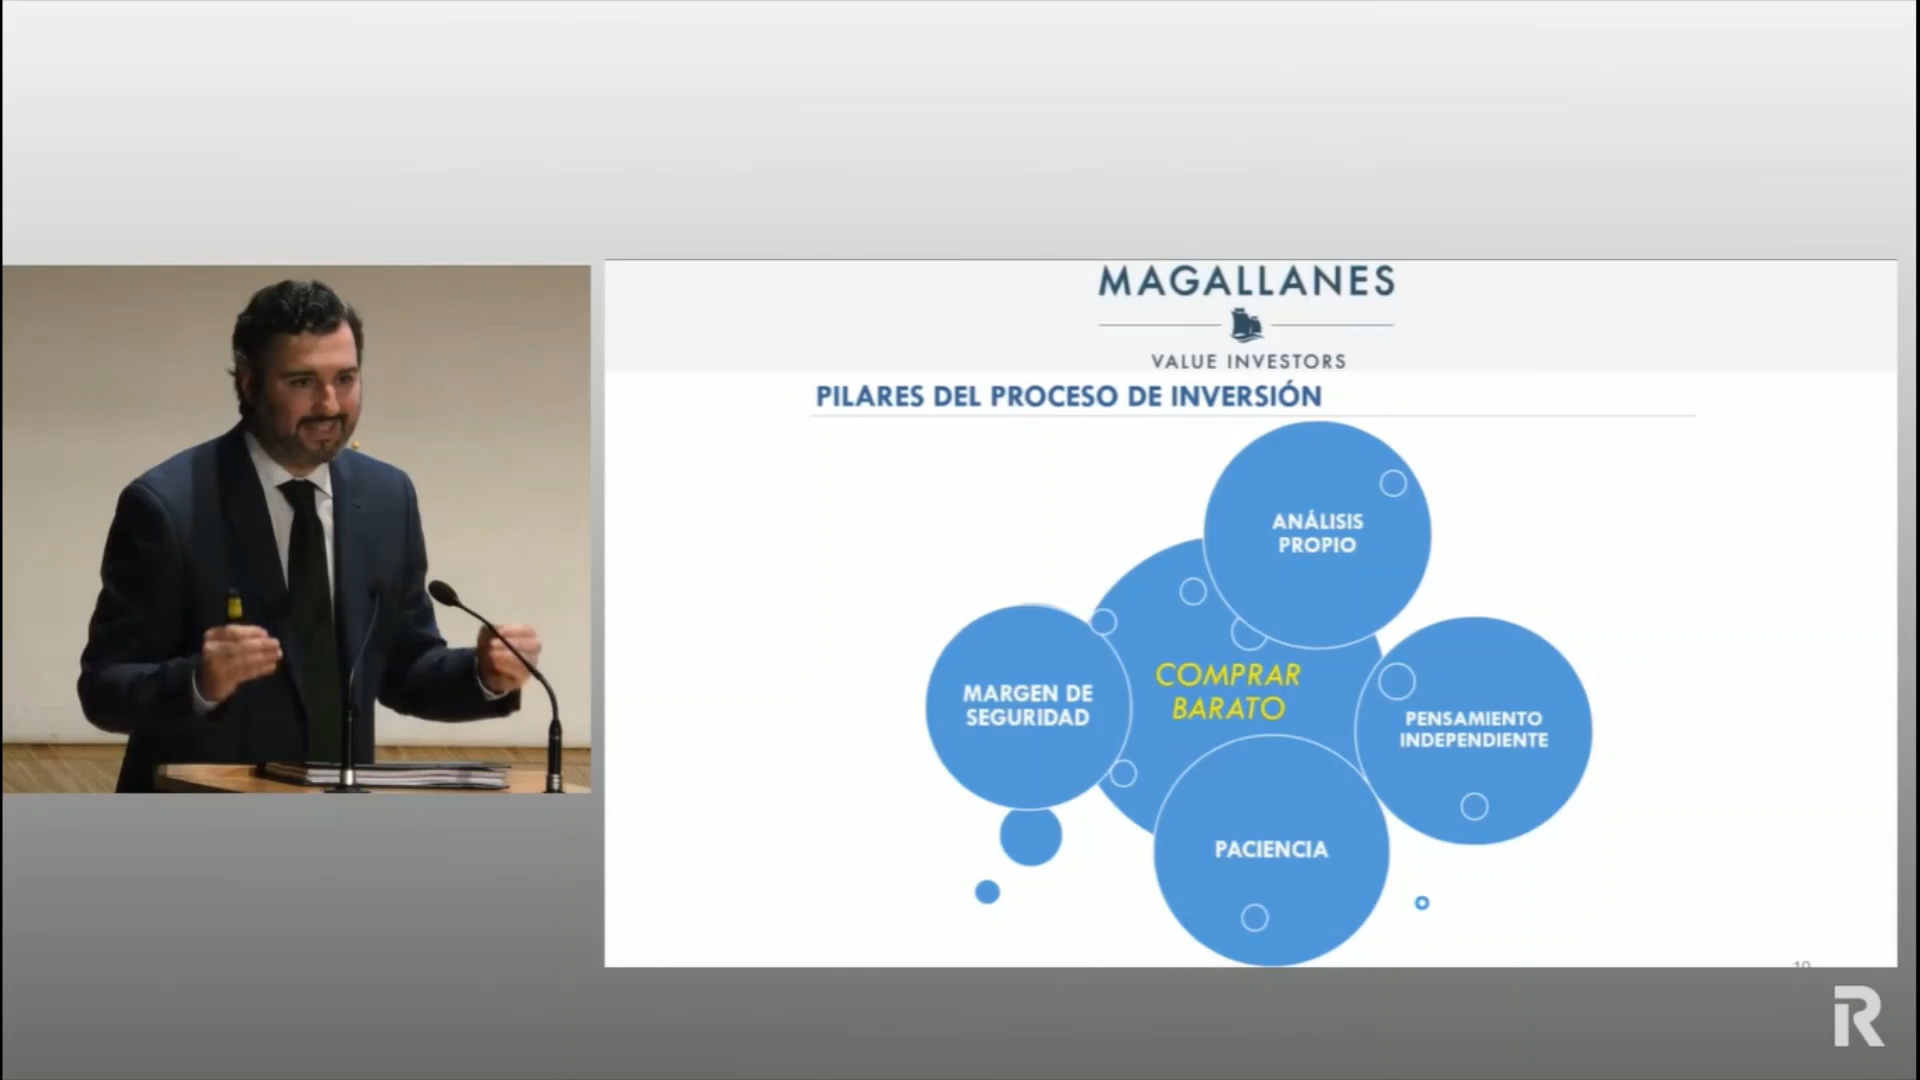 MAGALLANES
VALUE INVESTORS
PILARES DEL PROCESO DE INVERSIÓN
ANÁLISIS
PROPIO
COMPRAR
BARATO
MARGEN DE
SEGURIDAD
PENSAMIENTO
INDEPENDIENTE
PACIENCIA
R